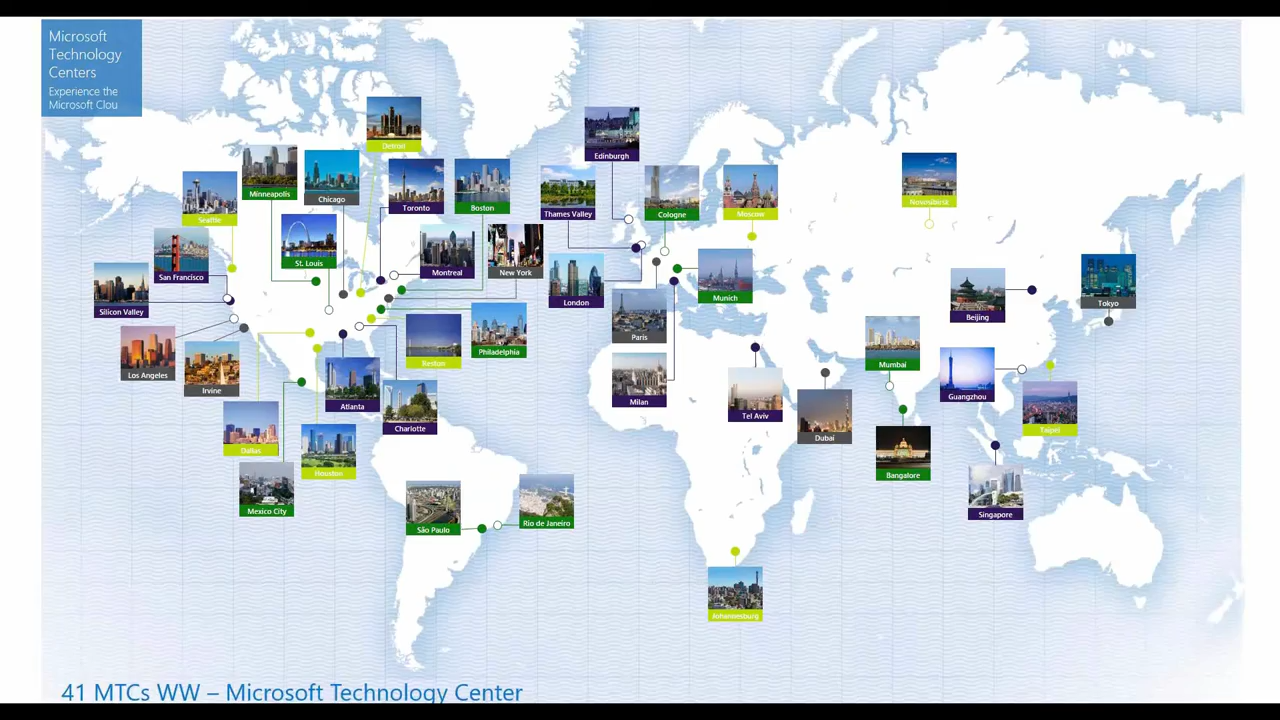 Microsoft
Technology
Centers
Experience the
Microsoft Clou
Detroit
Edinburgh
Minneapolis
Chicago
Toronto
Boston
Thames Valley
Cologne
Moscow
Novosibirsk
Seattle
St. Louis
San Francisco
Montreal
New York
London
Munich
Silicon Valley
Beijing
Tokyo
Paris
Philadelphia
Reston
Mumbai
Los Angeles
Irvine
Atlanta
Milan
Guangzhou
Charlotte
Tel Aviv
Dubai
Taipei
Dallas
Houston
Bangalore
Mexico City
São Paulo
Rio de Janeiro
Singapore
Johannesburg
41 MTCs WW – Microsoft Technology Center